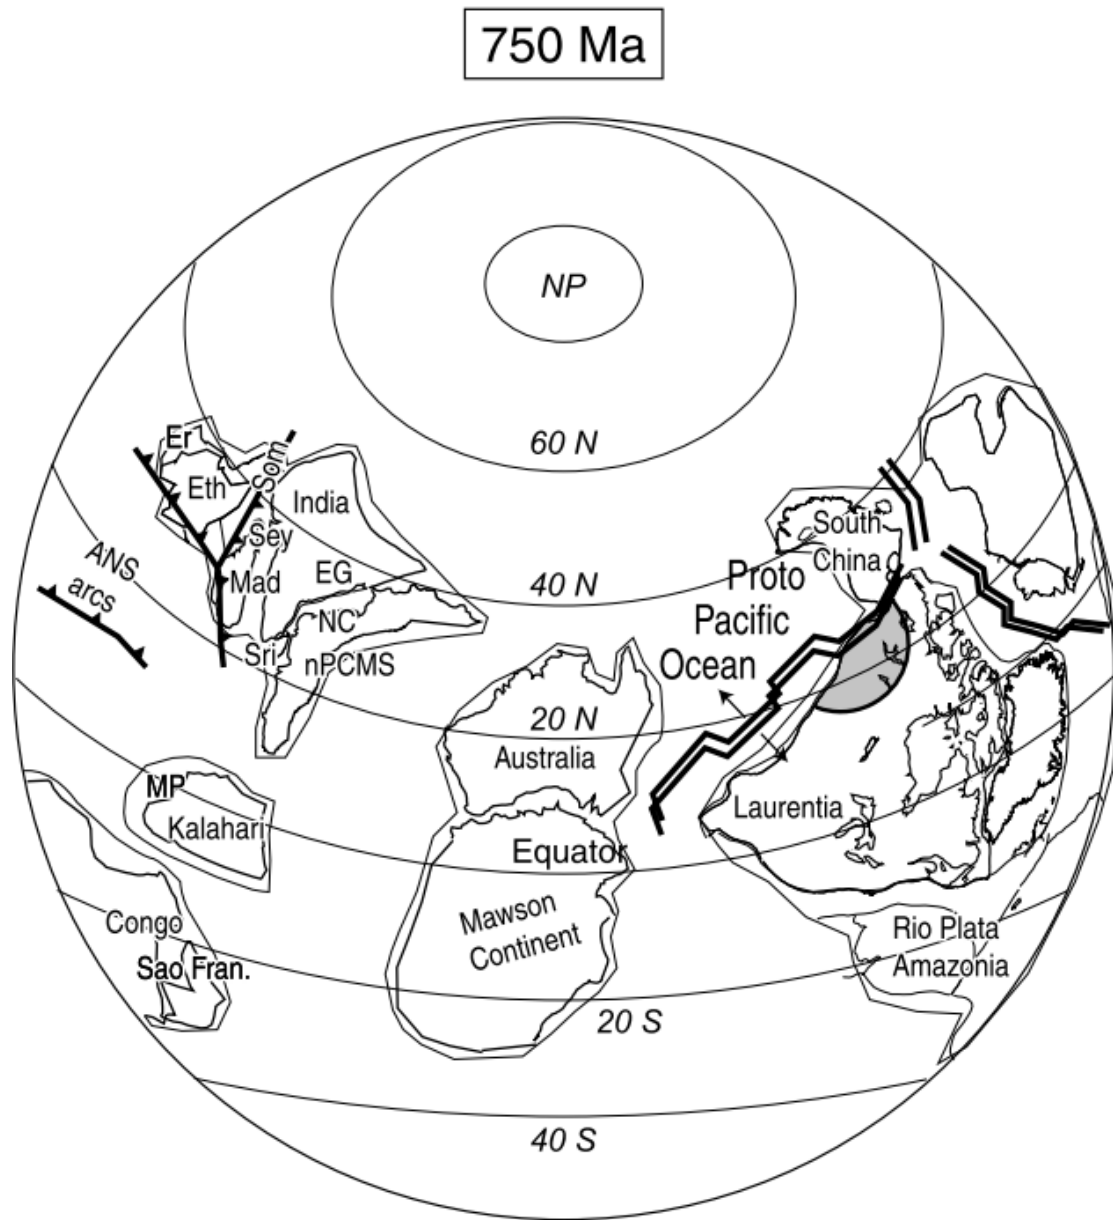 750 Ma
NP
60 N
Er
Som
Eth
India
South
China
Sey
ANS
EG
40 N
Proto
Pacific
Ocean
arcs
Mad
NC
Sri
nPCMS
20 N
Australia
MP
Kalahari
Laurentia
Equator
Mawson
Continent
Congo
Sao Fran.
Rio Plata
Amazonia
20 S
40 S